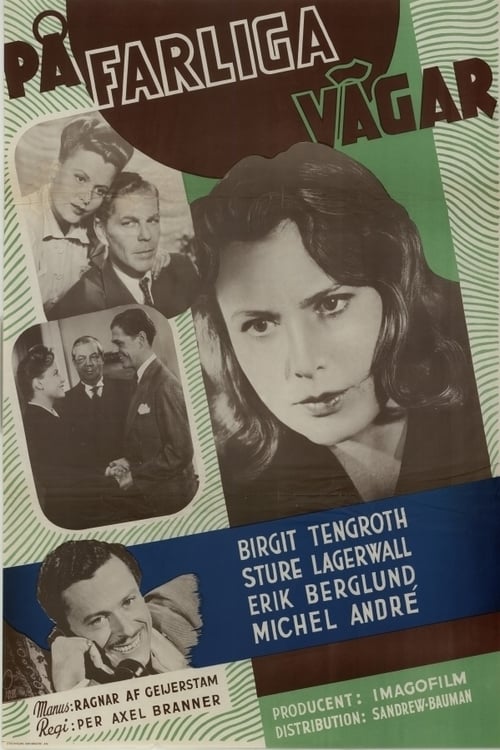 PÅ FARLIGA
VÄGAR
BIRGIT TENGROTH
STURE LAGERWALL
ERIK BERGLUND
MICHEL ANDRÉ
Manus: RAGNAR AF GEIJERSTAM
Regi: PER AXEL BRANNER
PRODUCENT: IMAGOFILM
DISTRIBUTION: SANDREW-BAUMAN